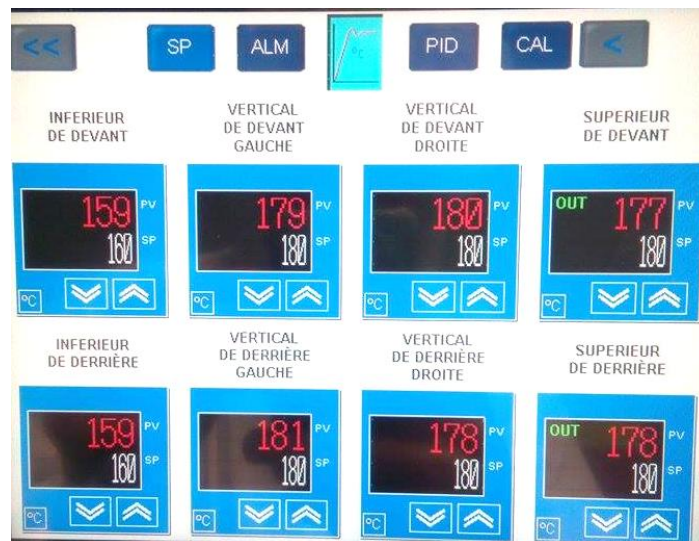 <<
SP
ALM
°C
PID
CAL
<
INFERIEUR
DE DEVANT
VERTICAL
DE DEVANT
GAUCHE
VERTICAL
DE DEVANT
DROITE
SUPERIEUR
DE DEVANT
159 PV
160 SP
°C
179 PV
180 SP
°C
180 PV
180 SP
°C
OUT 177 PV
180 SP
°C
INFERIEUR
DE DERRIÈRE
VERTICAL
DE DERRIÈRE
GAUCHE
VERTICAL
DE DERRIÈRE
DROITE
SUPERIEUR
DE DERRIÈRE
159 PV
160 SP
°C
181 PV
180 SP
°C
178 PV
180 SP
°C
OUT 178 PV
180 SP
°C